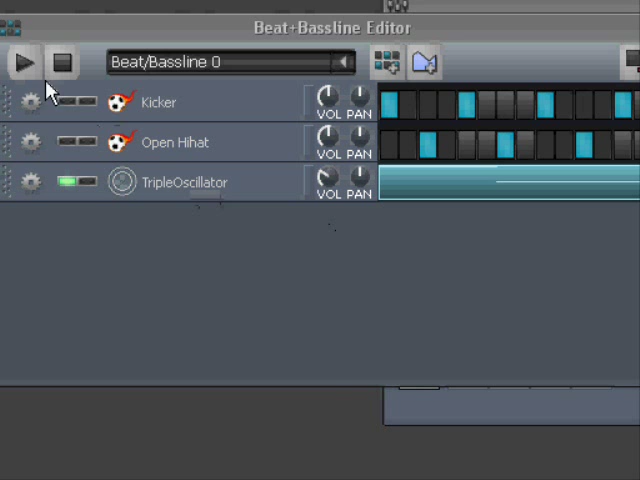 Beat+Bassline Editor
Beat/Bassline 0
Kicker
VOL PAN
Open Hihat
VOL PAN
TripleOscillator
VOL PAN